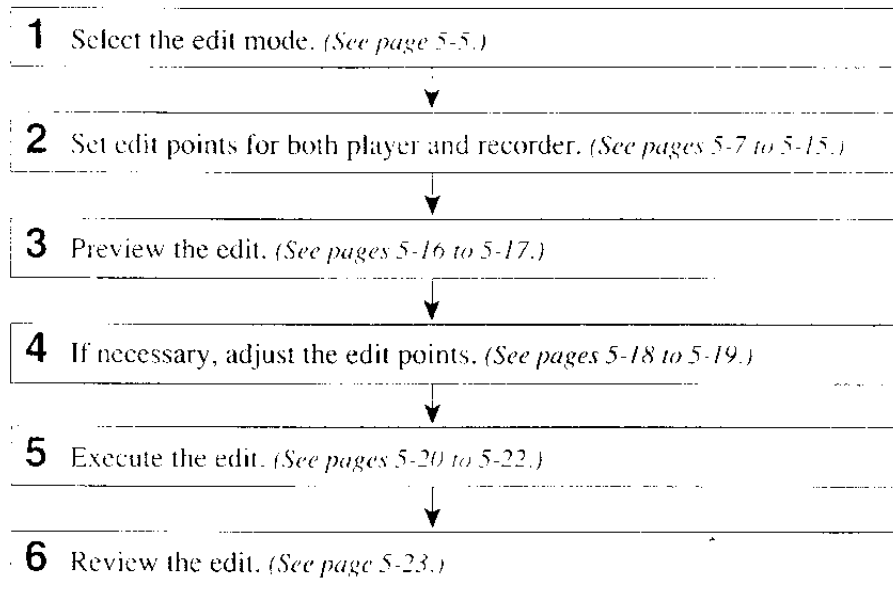 1 Select the edit mode. (See page 5-5.)
2 Set edit points for both player and recorder. (See pages 5-7 to 5-15.)
3 Preview the edit. (See pages 5-16 to 5-17.)
4 If necessary, adjust the edit points. (See pages 5-18 to 5-19.)
5 Execute the edit. (See pages 5-20 to 5-22.)
6 Review the edit. (See page 5-23.)